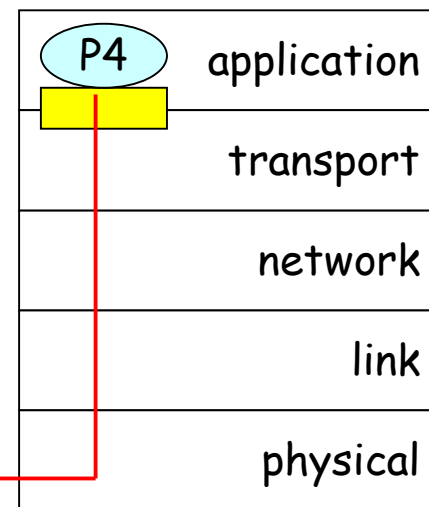 P4 application
transport
network
link
physical